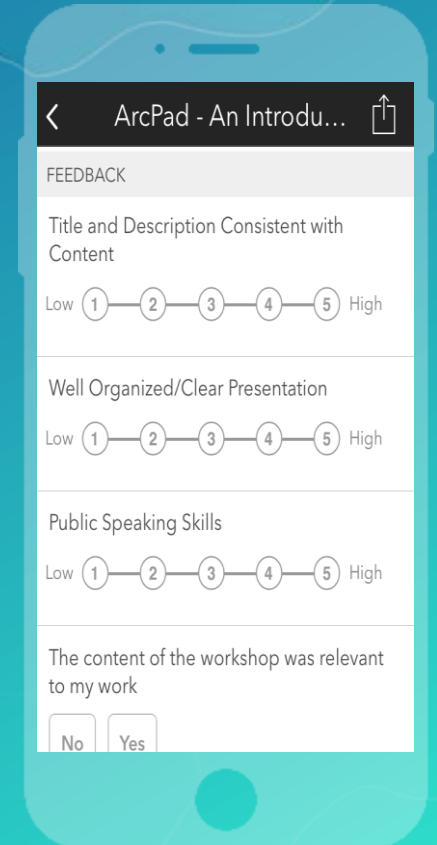 ArcPad - An Introdu...
FEEDBACK
Title and Description Consistent with
Content
Low 1 2 3 4 5 High
Well Organized/Clear Presentation
Low 1 2 3 4 5 High
Public Speaking Skills
Low 1 2 3 4 5 High
The content of the workshop was relevant
to my work
No Yes